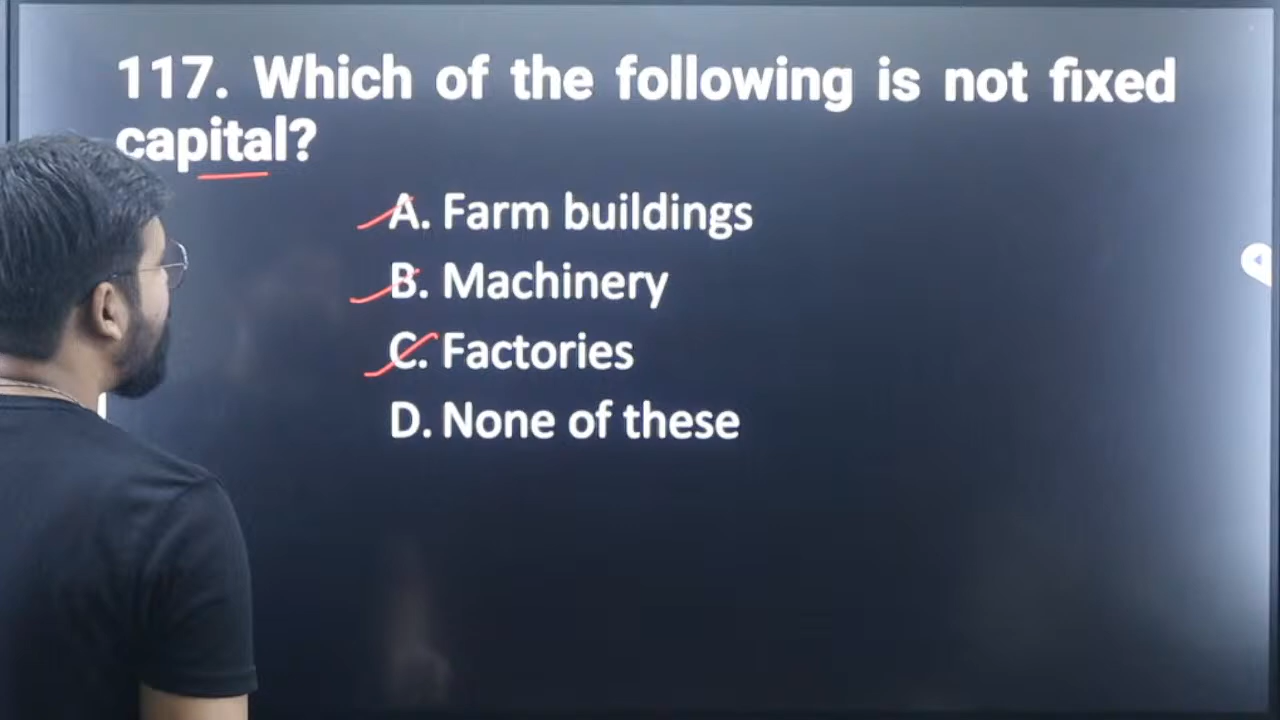 117. Which of the following is not fixed
capital?
A. Farm buildings
B. Machinery
C. Factories
D. None of these